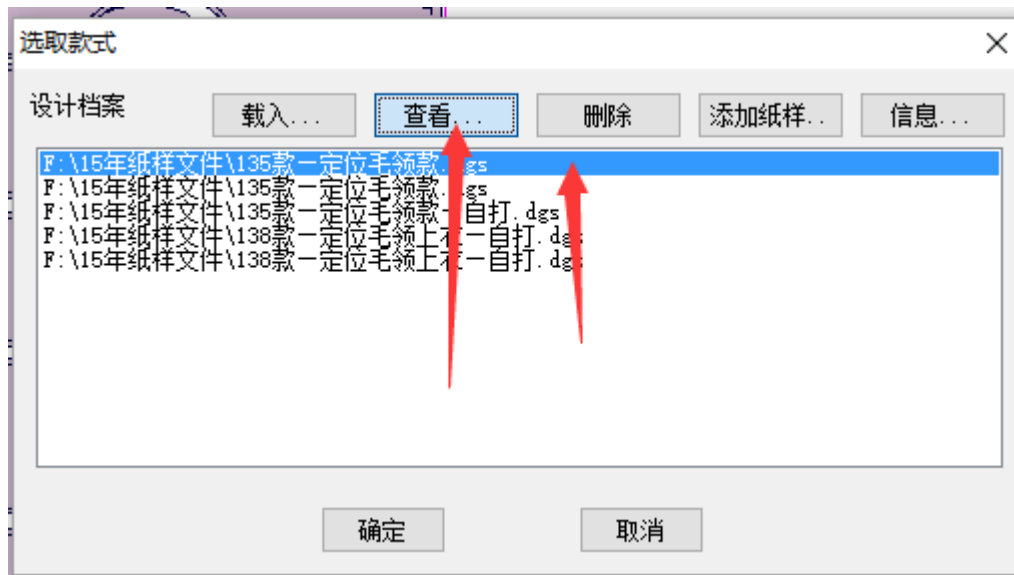 选取款式
设计档案 载入... 查看... 删除 添加纸样.. 信息...
F:\15年纸样文件\135款一定位毛领款.dgs
F:\15年纸样文件\135款一定位毛领款.dgs
F:\15年纸样文件\135款一定位毛领款一自打.dgs
F:\15年纸样文件\138款一定位毛领上衣一自打.dgs
F:\15年纸样文件\138款一定位毛领上衣一自打.dgs
确定 取消